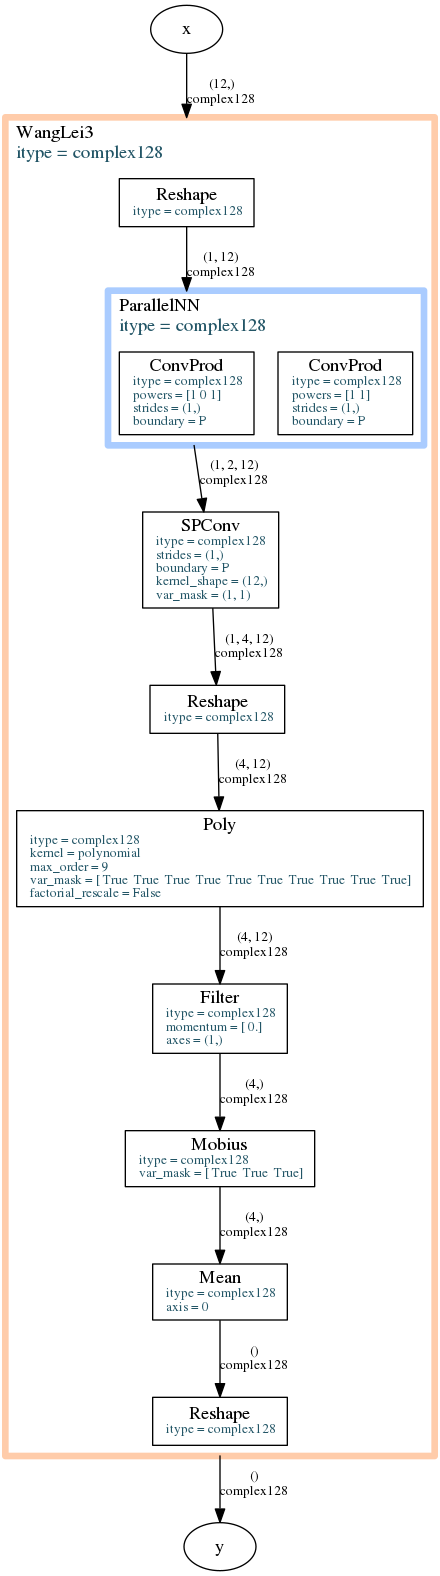 x
(12,)
complex128
WangLei3
itype = complex128
Reshape
itype = complex128
(1, 12)
complex128
ParallelNN
itype = complex128
ConvProd
itype = complex128
powers = [1 0 1]
strides = (1,)
boundary = P
ConvProd
itype = complex128
powers = [1 1]
strides = (1,)
boundary = P
(1, 2, 12)
complex128
SPConv
itype = complex128
strides = (1,)
boundary = P
kernel_shape = (12,)
var_mask = (1, 1)
(1, 4, 12)
complex128
Reshape
itype = complex128
(4, 12)
complex128
Poly
itype = complex128
kernel = polynomial
max_order = 9
var_mask = [ True True True True True True True True True True]
factorial_rescale = False
(4, 12)
complex128
Filter
itype = complex128
momentum = [ 0.]
axes = (1,)
(4,)
complex128
Mobius
itype = complex128
var_mask = [ True True True]
(4,)
complex128
Mean
itype = complex128
axis = 0
()
complex128
Reshape
itype = complex128
()
complex128
y